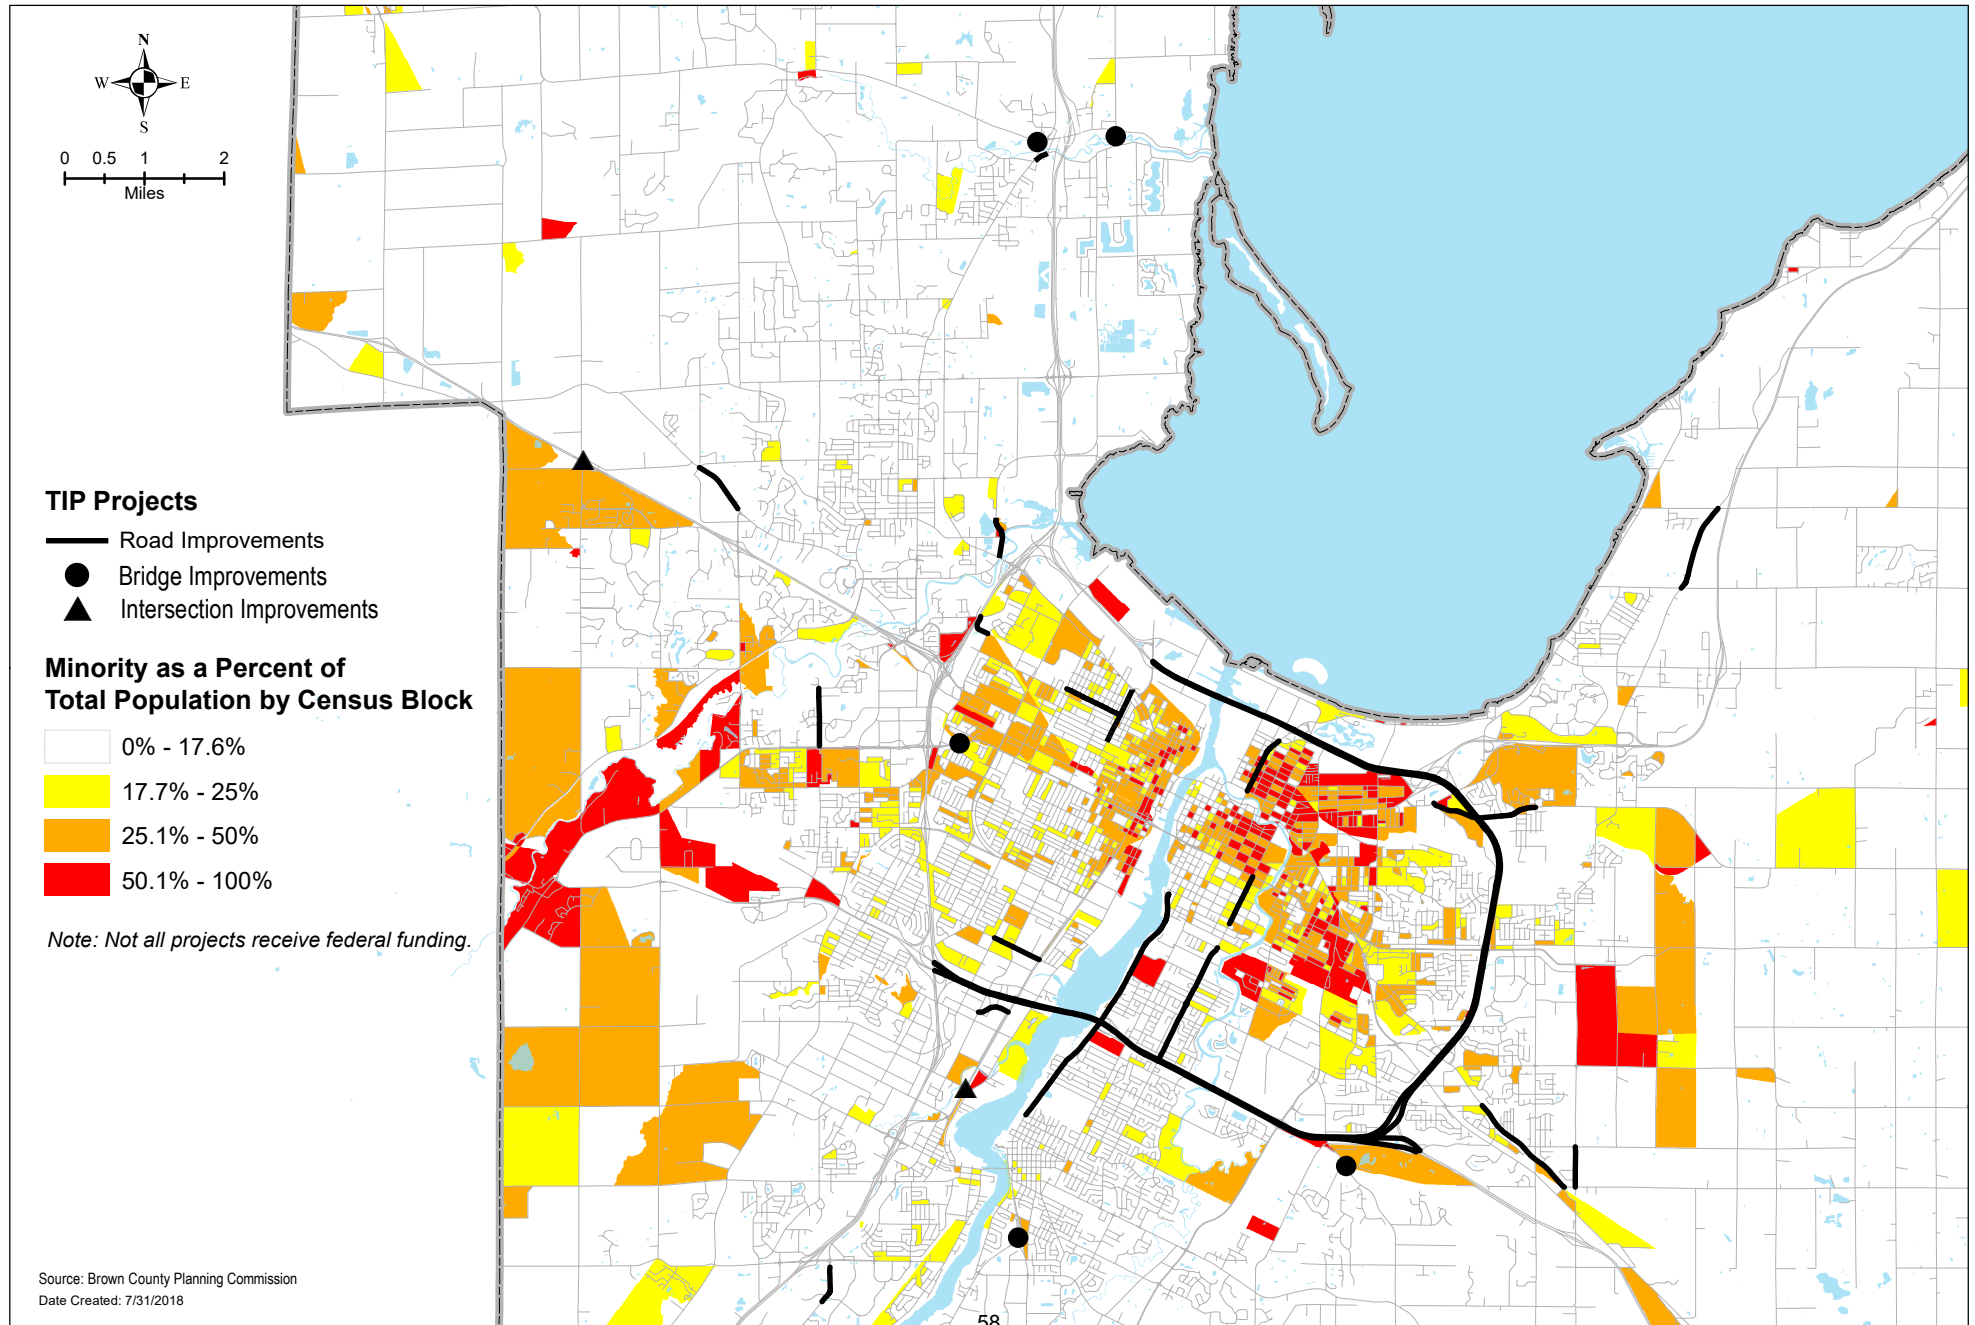 N
W E
S
0 0.5 1 2
Miles
TIP Projects
Road Improvements
Bridge Improvements
Intersection Improvements
Minority as a Percent of
Total Population by Census Block
0% - 17.6%
17.7% - 25%
25.1% - 50%
50.1% - 100%
Note: Not all projects receive federal funding.
Source: Brown County Planning Commission
Date Created: 7/31/2018
58